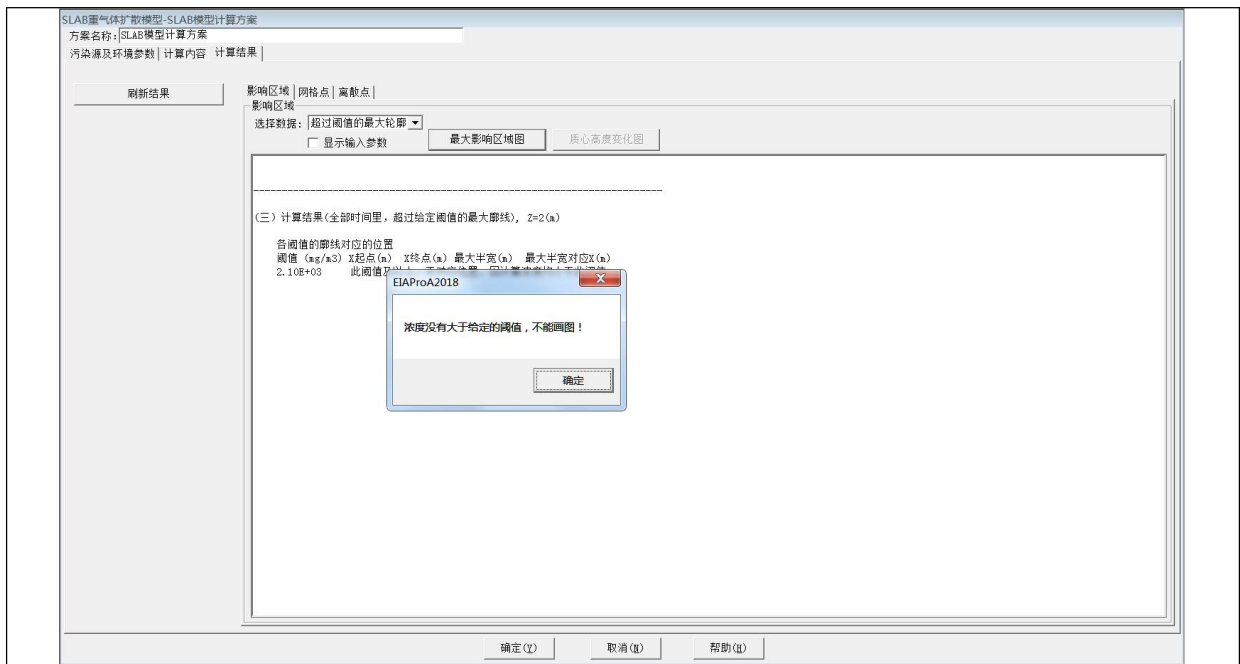 SLAB重气体扩散模型-SLAB模型计算方案
方案名称: SLAB模型计算方案
污染源及环境参数 计算内容 计算结果
刷新结果
影响区域 网格点 离散点
影响区域
选择数据: 超过阈值的最大轮廓
显示输入参数 最大影响区域图 质心高度变化图
-----------------------------------------------------------------------
(三)计算结果(全部时间里，超过给定阈值的最大廓线), Z=2(m)
各阈值的廓线对应的位置
阈值 (mg/m3) X起点(m) X终点(m) 最大半宽(m) 最大半宽对应X(m)
2.10E+03 此阈值及
EIAProA2018
浓度没有大于给定的阈值，不能画图！
确定
确定(Y) 取消(N) 帮助(H)